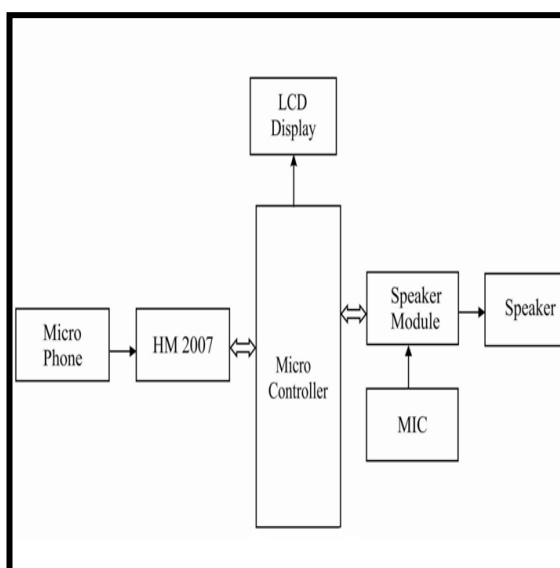 LCD
Display
Micro
Phone
HM 2007
Micro
Controller
Speaker
Module
Speaker
MIC